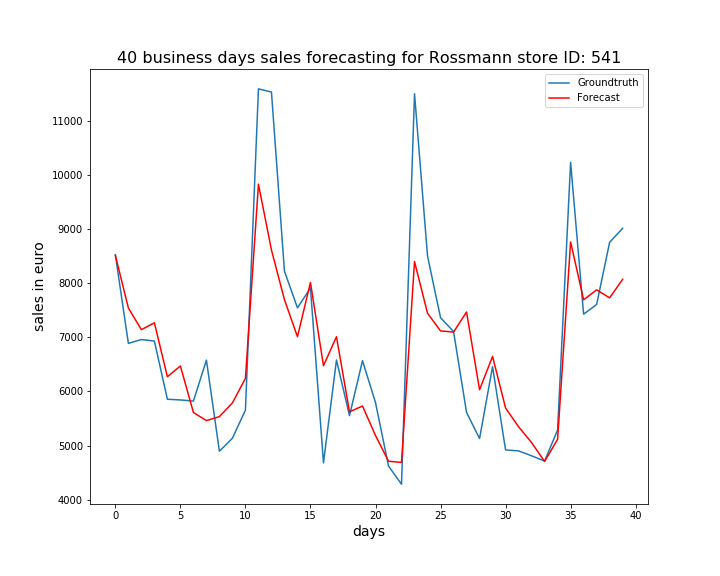 40 business days sales forecasting for Rossmann store ID: 541
Groundtruth
Forecast
sales in euro
11000
10000
9000
8000
7000
6000
5000
4000
0 5 10 15 20 25 30 35 40
days